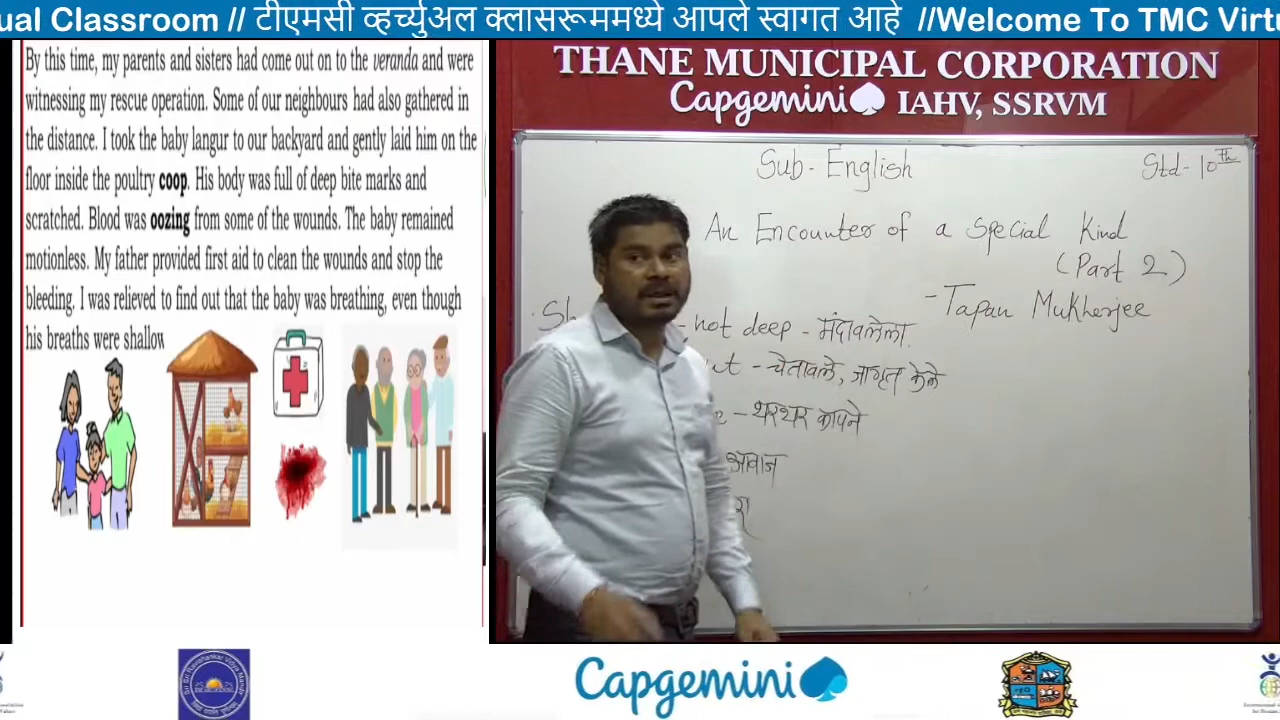 ual Classroom // टीएमसी व्हर्च्युअल क्लासरूममध्ये आपले स्वागत आहे //Welcome To TMC Virtu
By this time, my parents and sisters had come out on to the veranda and were
witnessing my rescue operation. Some of our neighbours had also gathered in
the distance. I took the baby langur to our backyard and gently laid him on the
floor inside the poultry coop. His body was full of deep bite marks and
scratched. Blood was oozing from some of the wounds. The baby remained
motionless. My father provided first aid to clean the wounds and stop the
bleeding. I was relieved to find out that the baby was breathing, even though
his breaths were shallow
THANE MUNICIPAL CORPORATION
Capgemini IAHV, SSRVM
Sub - English
Std - 10th
An Encounter of a special Kind
(Part 2)
- Tapan Mukherjee
- not deep - मंदावलेला.
- चेतावले, जागृत केले
- थरथर कापने
आवाज
Capgemini